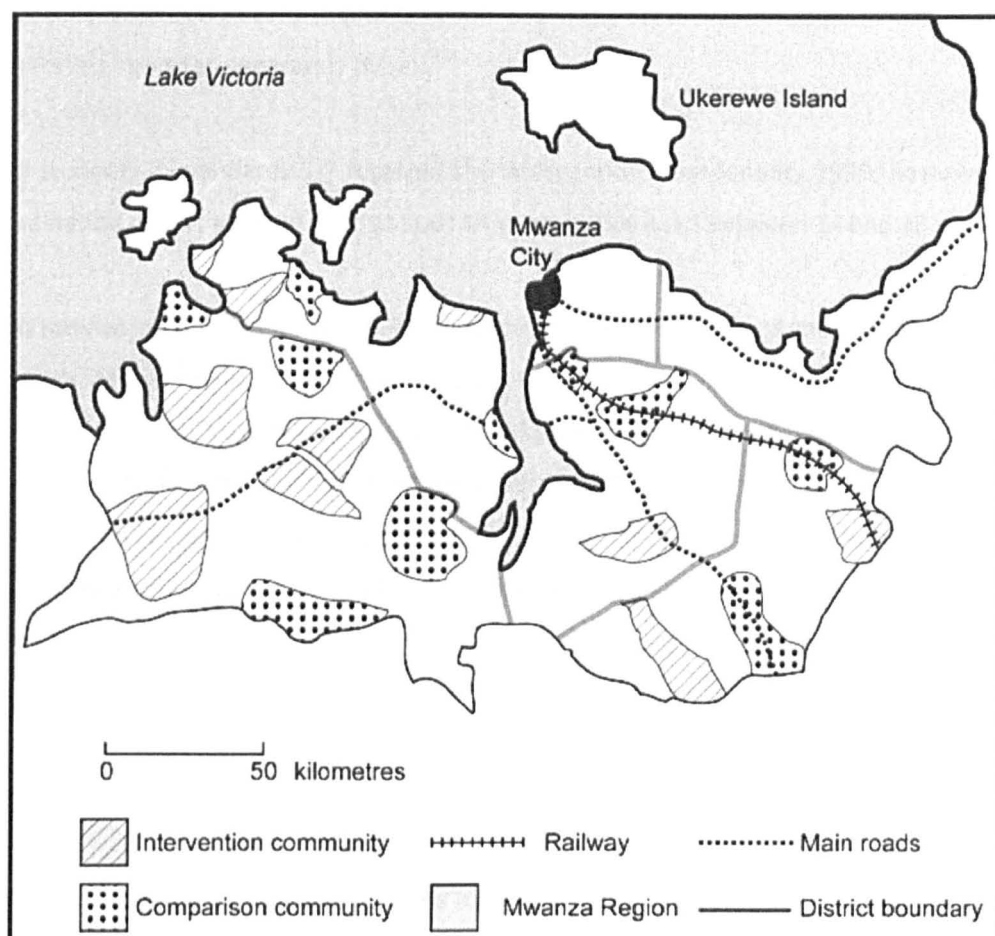 Lake Victoria
Ukerewe Island
Mwanza
City
0 50 kilometres
Intervention community Railway Main roads
Comparison community Mwanza Region District boundary